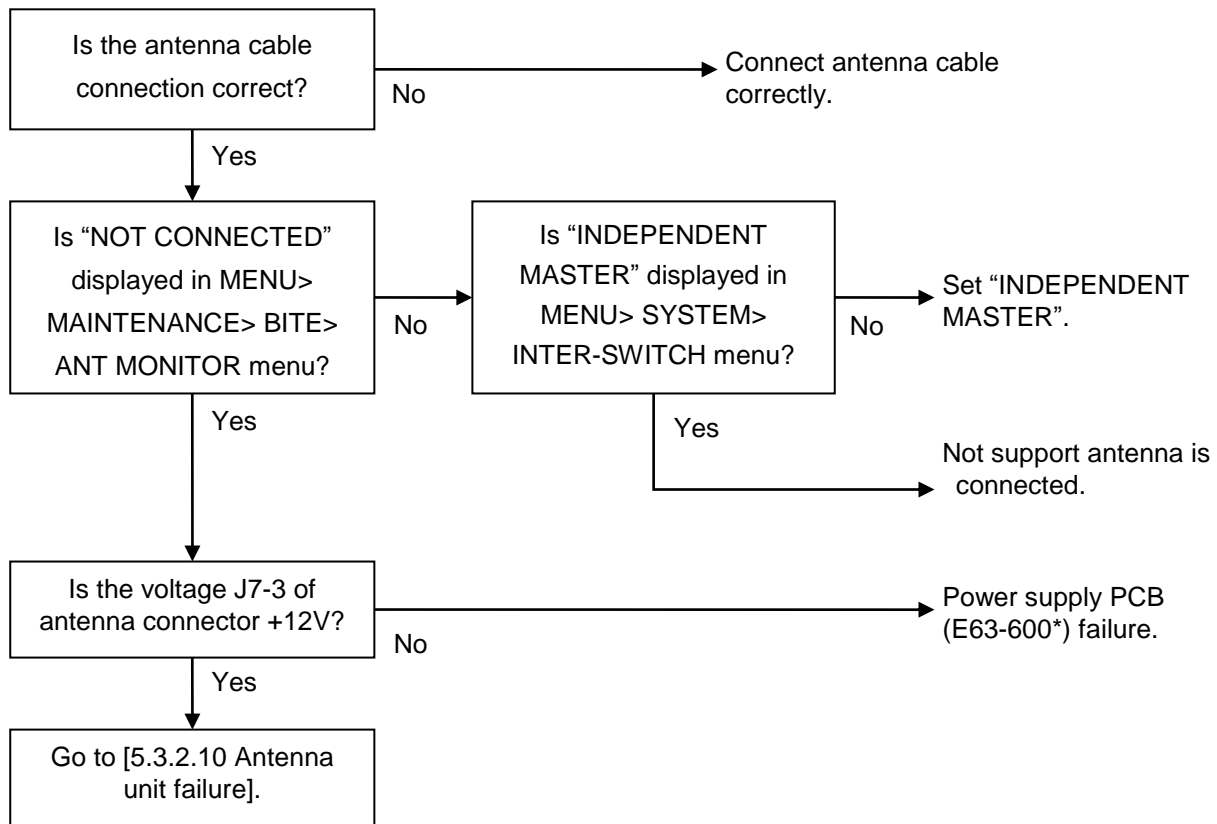 Is the antenna cable
connection correct?
No
Connect antenna cable
correctly.
Yes
Is “NOT CONNECTED”
displayed in MENU>
MAINTENANCE> BITE>
ANT MONITOR menu?
No
Is “INDEPENDENT
MASTER” displayed in
MENU> SYSTEM>
INTER-SWITCH menu?
No
Set “INDEPENDENT
MASTER”.
Yes
Yes
Not support antenna is
connected.
Is the voltage J7-3 of
antenna connector +12V?
No
Power supply PCB
(E63-600*) failure.
Yes
Go to [5.3.2.10 Antenna
unit failure].